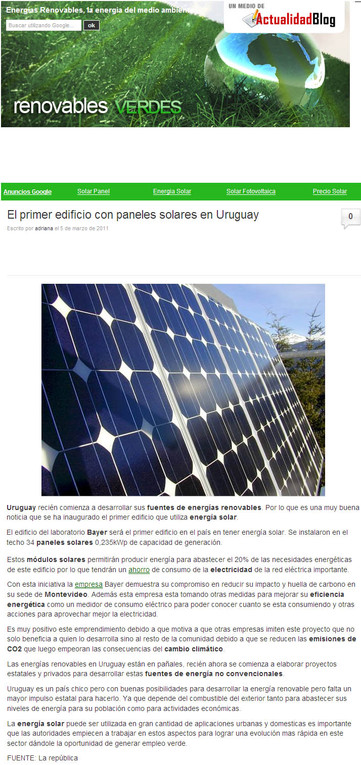 Energías Renovables, la energía del medio ambien
UN MEDIO DE
ActualidadBlog
Buscar utilizando Google
ok
renovables VERDES
Anuncios Google Solar Panel Energia Solar Solar Fotovoltaica Precio Solar
El primer edificio con paneles solares en Uruguay
0
Escrito por adriana el 5 de marzo de 2011
Uruguay recién comienza a desarrollar sus fuentes de energías renovables. Por lo que es una muy buena
noticia que se ha inaugurado el primer edificio que utiliza energía solar.
El edificio del laboratorio Bayer será el primer edificio en el país en tener energía solar. Se instalaron en el
techo 34 paneles solares 0,235kWp de capacidad de generación.
Estos módulos solares permitirán producir energía para abastecer el 20% de las necesidades energéticas
de este edificio por lo que tendrán un ahorro de consumo de la electricidad de la red eléctrica importante.
Con esta iniciativa la empresa Bayer demuestra su compromiso en reducir su impacto y huella de carbono en
su sede de Montevideo. Además esta empresa esta tomando otras medidas para mejorar su eficiencia
energética como un medidor de consumo eléctrico para poder conocer cuanto se esta consumiendo y otras
acciones para aprovechar mejor la electricidad.
Es muy positivo este emprendimiento debido a que motiva a que otras empresas imiten este proyecto que no
solo beneficia a quien lo desarrolla sino al resto de la comunidad debido a que se reducen las emisiones de
CO2 que luego empeoran las consecuencias del cambio climático.
Las energías renovables en Uruguay están en pañales, recién ahora se comienza a elaborar proyectos
estatales y privados para desarrollar estas fuentes de energía no convencionales.
Uruguay es un país chico pero con buenas posibilidades para desarrollar la energía renovable pero falta un
mayor impulso estatal para hacerlo. Ya que depende del combustible del exterior tanto para abastecer sus
niveles de energía para su población como para actividades económicas.
La energía solar puede ser utilizada en gran cantidad de aplicaciones urbanas y domesticas es importante
que las autoridades empiecen a trabajar en estos aspectos para lograr una evolución mas rápida en este
sector dándole la oportunidad de generar empleo verde.
FUENTE: La república